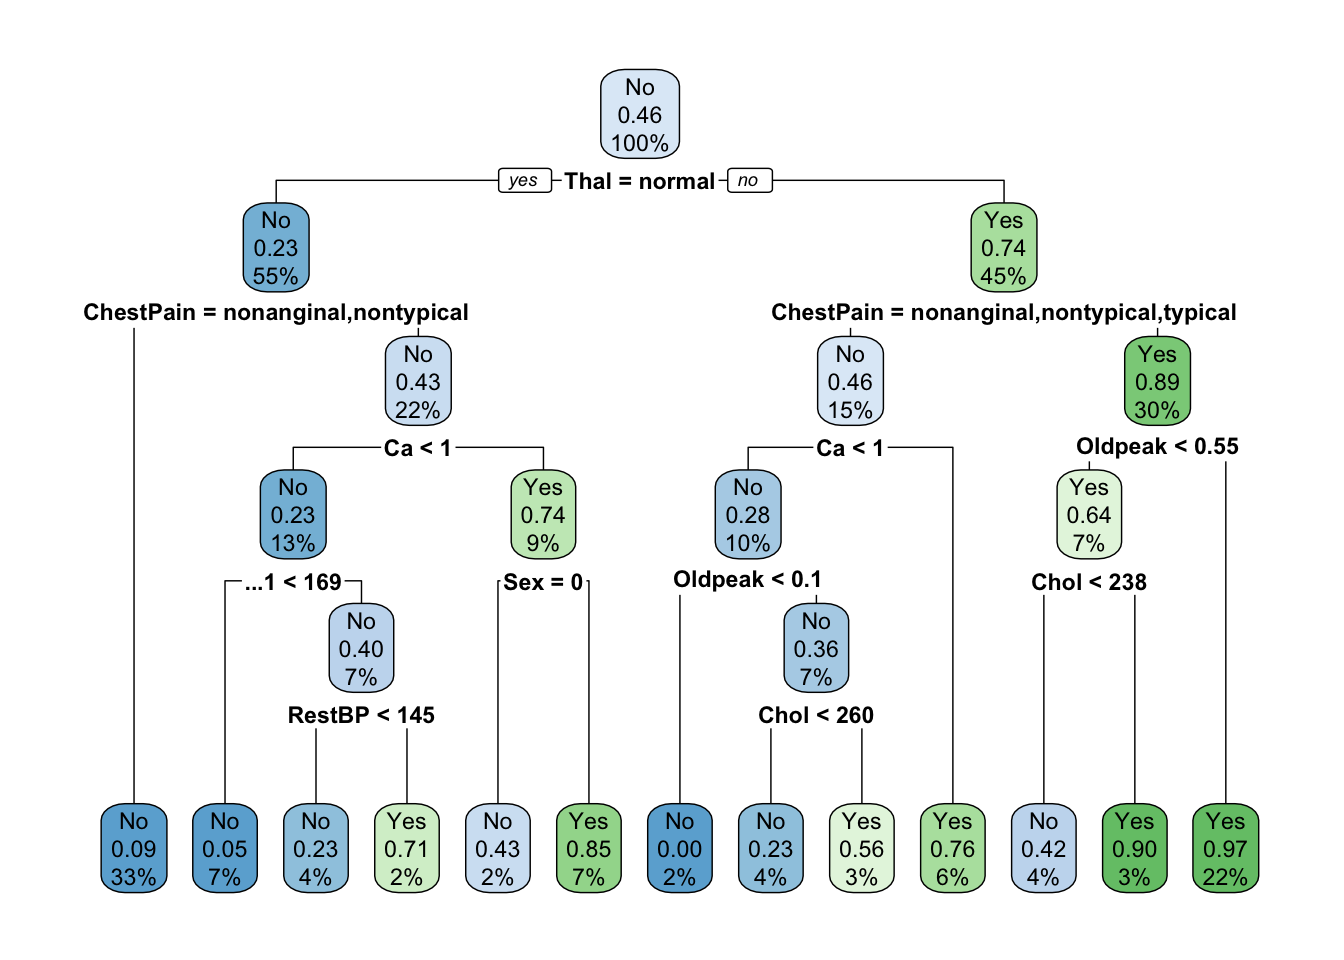 No
0.46
100%
yes Thal = normal no
No
0.23
55%
Yes
0.74
45%
ChestPain = nonanginal,nontypical
ChestPain = nonanginal,nontypical,typical
No
0.43
22%
No
0.46
15%
Yes
0.89
30%
Ca < 1
Ca < 1
Oldpeak < 0.55
No
0.23
13%
Yes
0.74
9%
No
0.28
10%
Yes
0.64
7%
...1 < 169
Sex = 0
Oldpeak < 0.1
Chol < 238
No
0.40
7%
No
0.36
7%
RestBP < 145
Chol < 260
No
0.09
33%
No
0.05
7%
No
0.23
4%
Yes
0.71
2%
No
0.43
2%
Yes
0.85
7%
No
0.00
2%
No
0.23
4%
Yes
0.56
3%
Yes
0.76
6%
No
0.42
4%
Yes
0.90
3%
Yes
0.97
22%